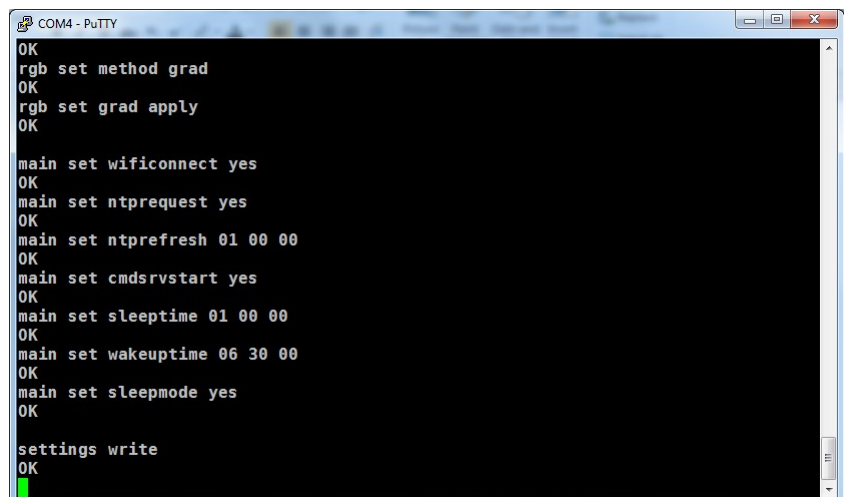 COM4 - PuTTY
OK
rgb set method grad
OK
rgb set grad apply
OK
main set wificonnect yes
OK
main set ntprequest yes
OK
main set ntprefresh 01 00 00
OK
main set cmdsrvstart yes
OK
main set sleeptime 01 00 00
OK
main set wakeuptime 06 30 00
OK
main set sleepmode yes
OK
settings write
OK